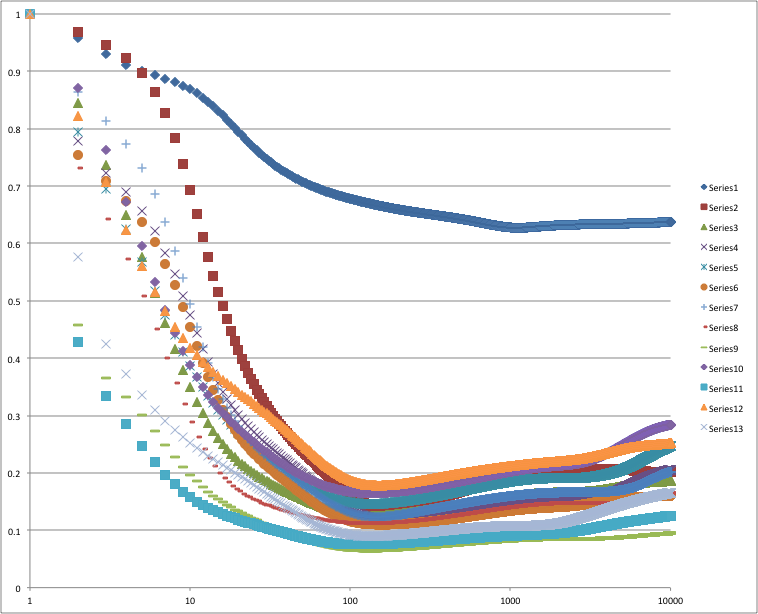 1
0.9
0.8
0.7
0.6
0.5
0.4
0.3
0.2
0.1
0
1 10 100 1000 10000
Series1
Series2
Series3
Series4
Series5
Series6
Series7
Series8
Series9
Series10
Series11
Series12
Series13